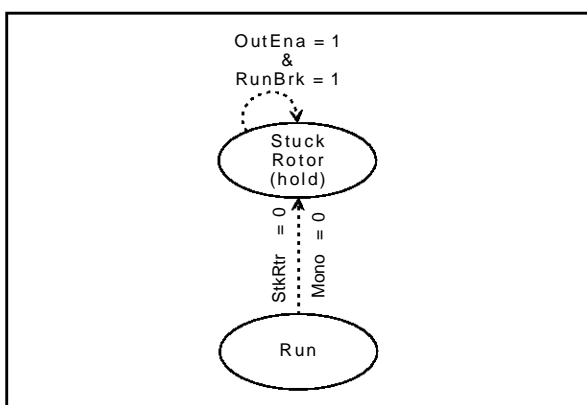 OutEna = 1
&
RunBrk = 1
Stuck
Rotor
(hold)
StkRtr = 0
Mono = 0
Run